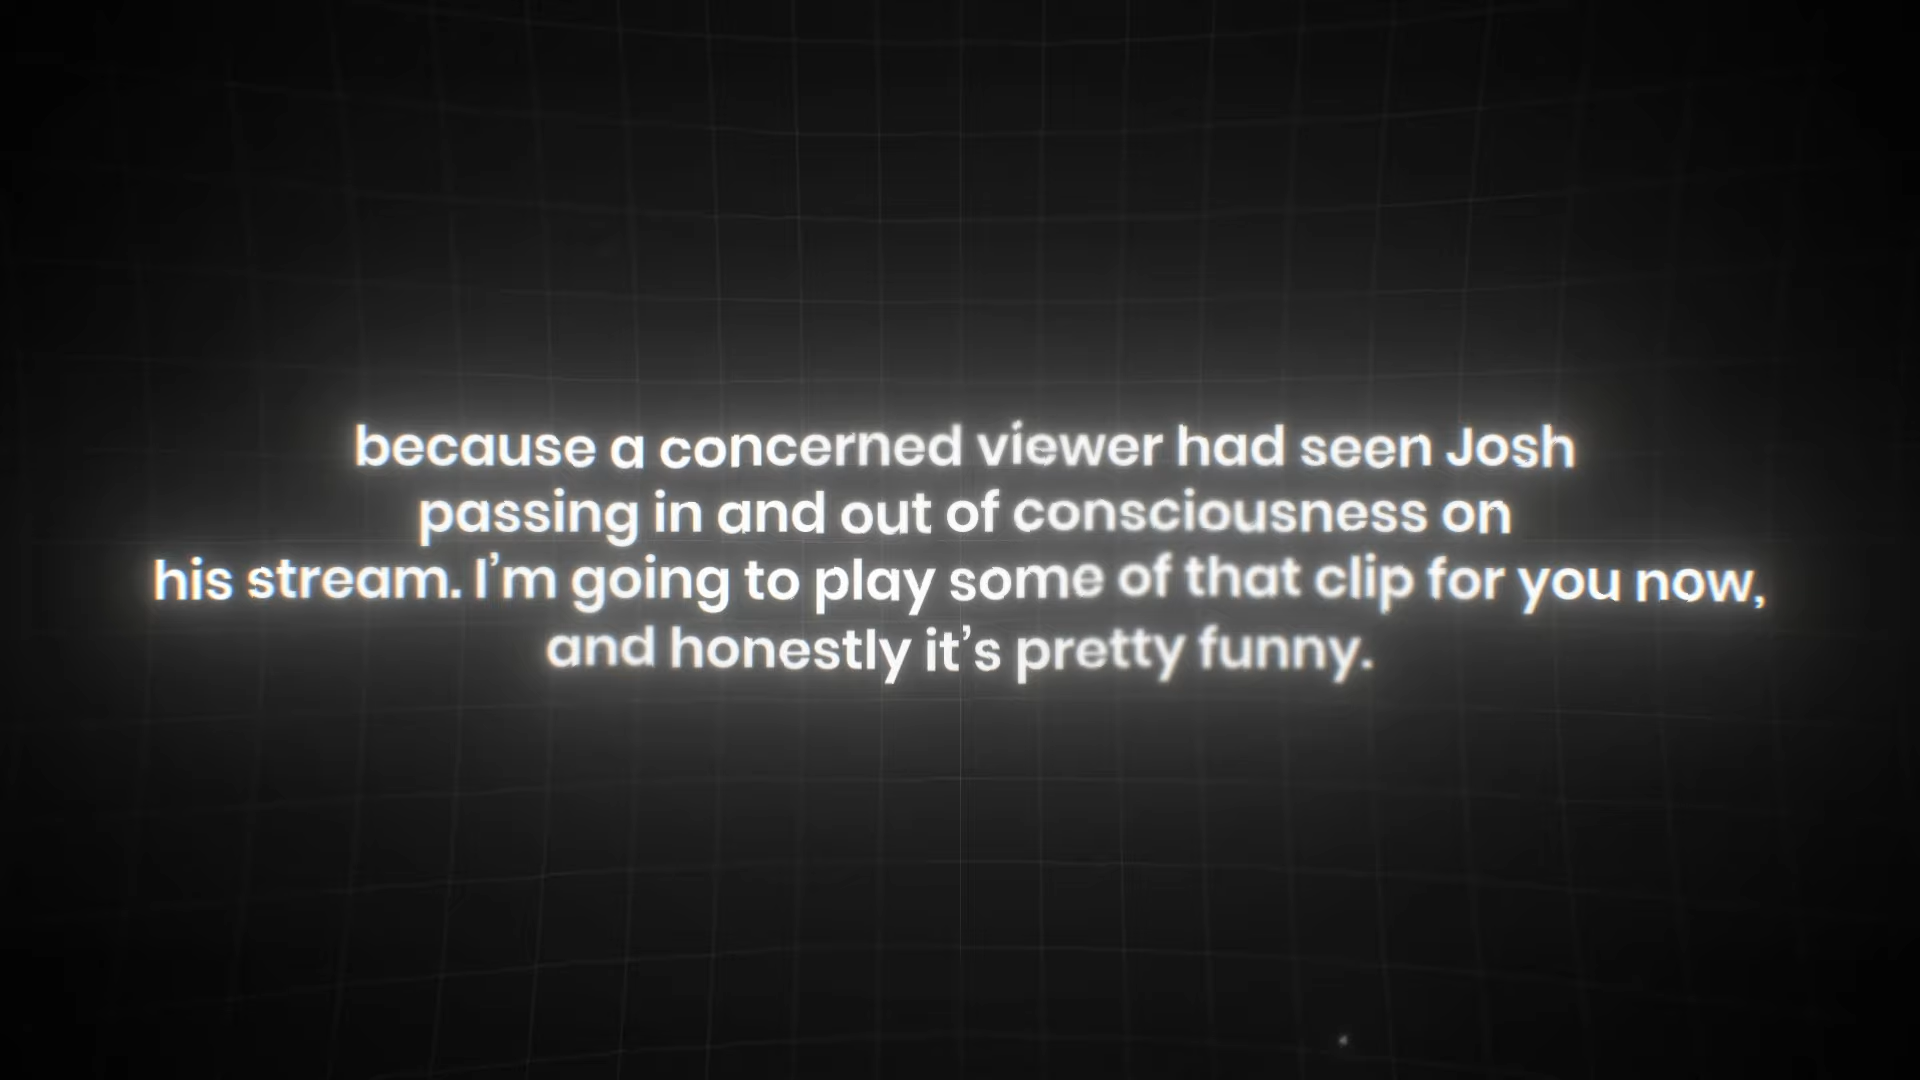 because a concerned viewer had seen Josh
passing in and out of consciousness on
his stream. I’m going to play some of that clip for you now,
and honestly it’s pretty funny.